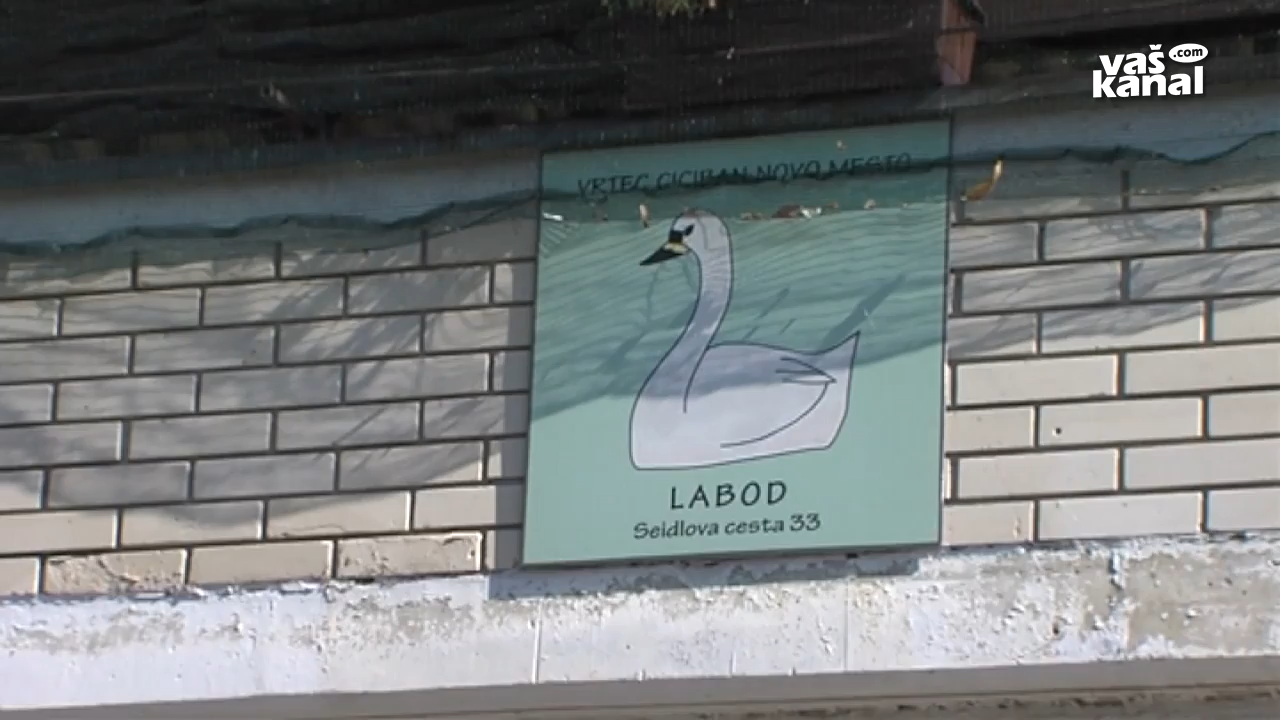 vaš .com
kanal
VRTEC CICIBAN NOVO MESTO
LABOD
Seidlova cesta 33